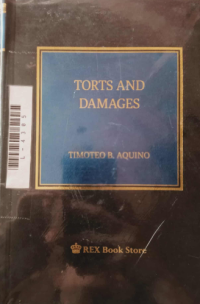 TORTS AND
DAMAGES
TIMOTEO B. AQUINO
REX Book Store